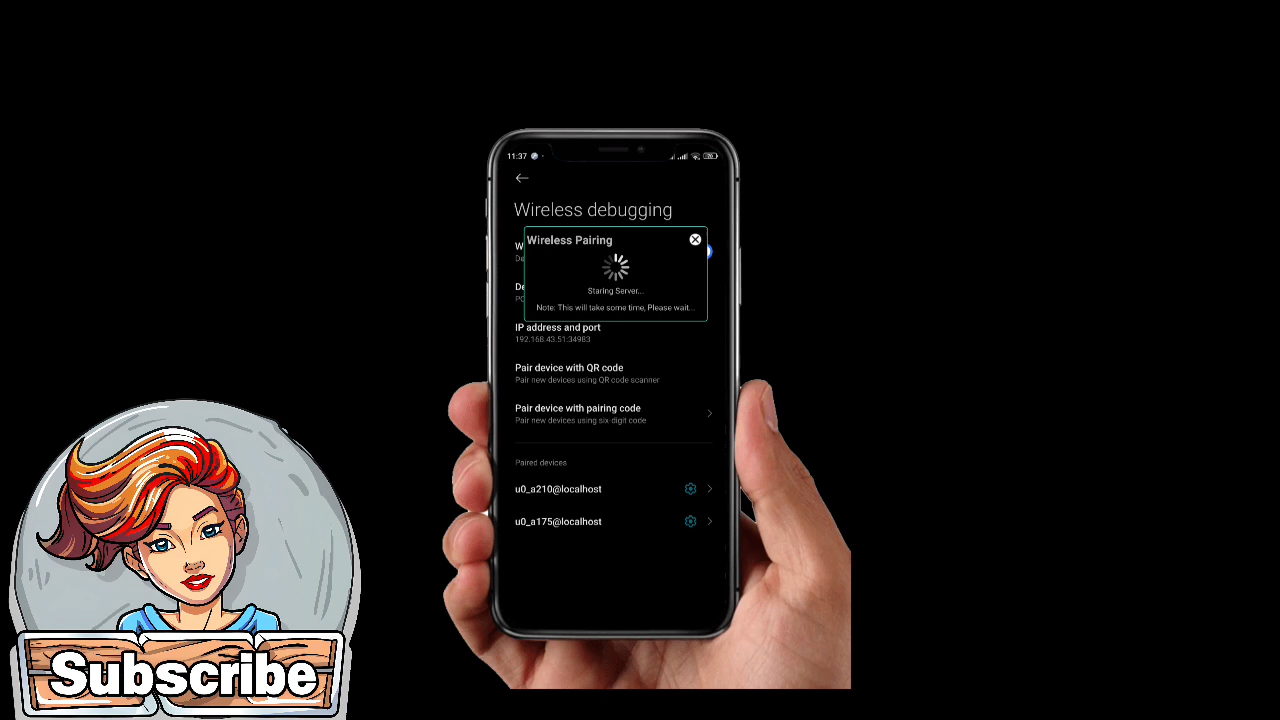 11:37
Wireless debugging
Wireless Pairing
Staring Server...
Note: This will take some time, Please wait...
IP address and port
192.168.43.51:34983
Pair device with QR code
Pair new devices using QR code scanner
Pair device with pairing code
Pair new devices using six digit code
Paired devices
u0_a210@localhost
u0_a175@localhost
Subscribe